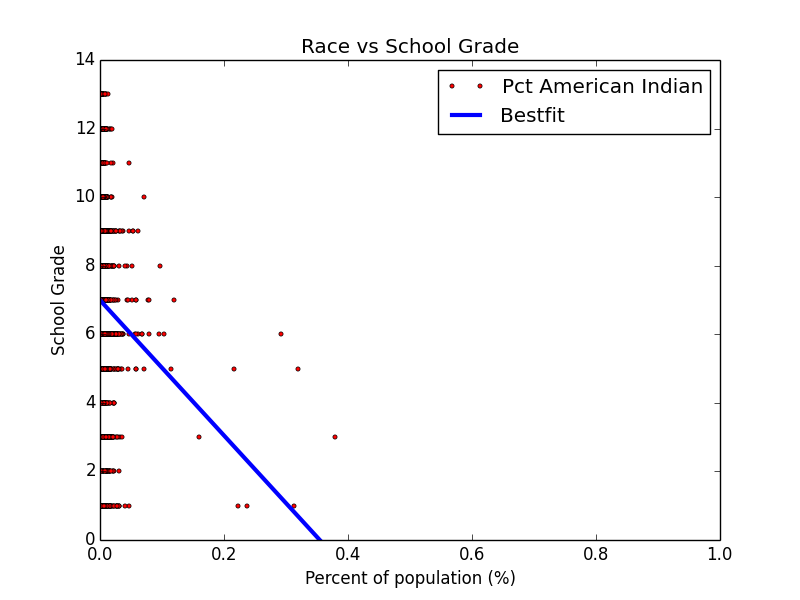 Race vs School Grade
Pct American Indian
Bestfit
School Grade
14
12
10
8
6
4
2
0
0.0 0.2 0.4 0.6 0.8 1.0
Percent of population (%)